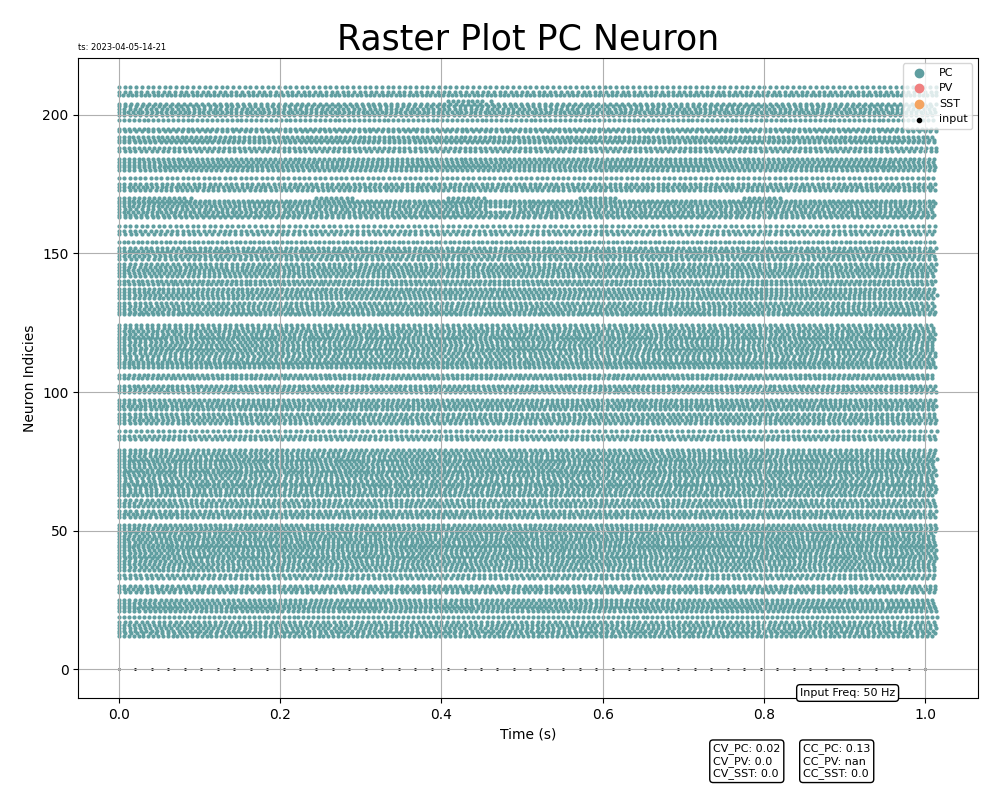 Raster Plot PC Neuron
ts: 2023-04-05-14-21
PC
PV
SST
input
200
150
100
50
0
Neuron Indicies
Input Freq: 50 Hz
0.0 0.2 0.4 0.6 0.8 1.0
Time (s)
CV_PC: 0.02
CV_PV: 0.0
CV_SST: 0.0
CC_PC: 0.13
CC_PV: nan
CC_SST: 0.0